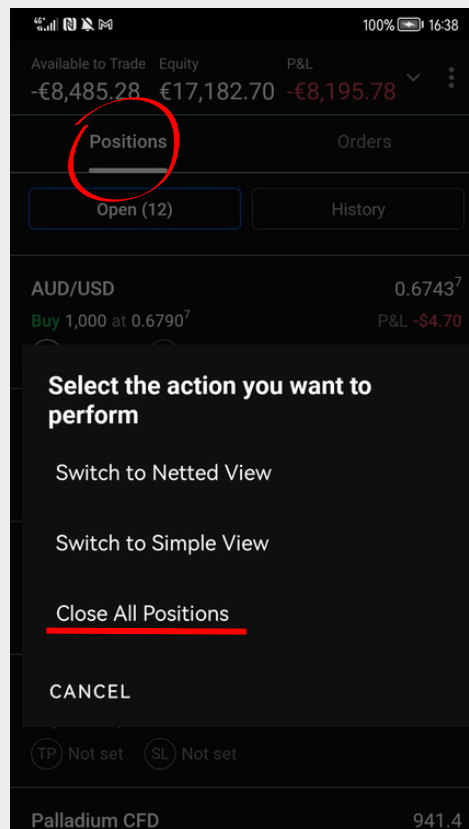 4G 100% 16:38
Available to Trade Equity P&L
-€8,485.28 €17,182.70 -€8,195.78
Positions Orders
Open (12) History
AUD/USD 0.6743⁷
Buy 1,000 at 0.6790⁷ P&L -$4.70
Select the action you want to
perform
Switch to Netted View
Switch to Simple View
Close All Positions
CANCEL
TP Not set SL Not set
Palladium CFD 941.4